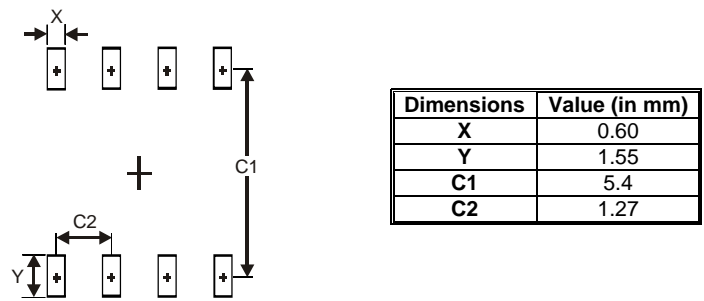 X
C1
C2
Y
Dimensions Value (in mm)
X 0.60
Y 1.55
C1 5.4
C2 1.27